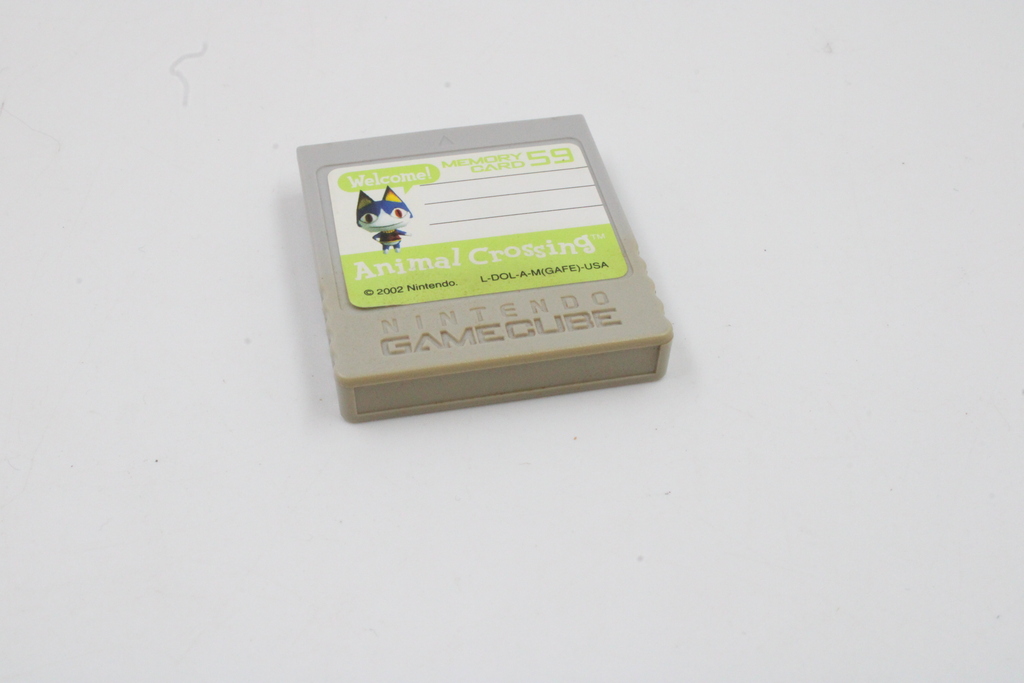 Welcome!
MEMORY
CARD 59
Animal Crossing™
© 2002 Nintendo. L-DOL-A-M(GAFE)-USA
NINTENDO
GAMECUBE